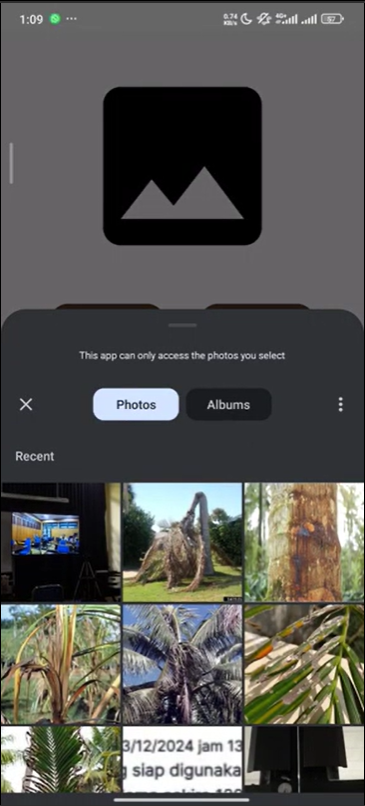 1:09
0.74
KB/s
4G+
57
This app can only access the photos you select
Photos
Albums
Recent
3/12/2024 jam 13
g siap digunaka